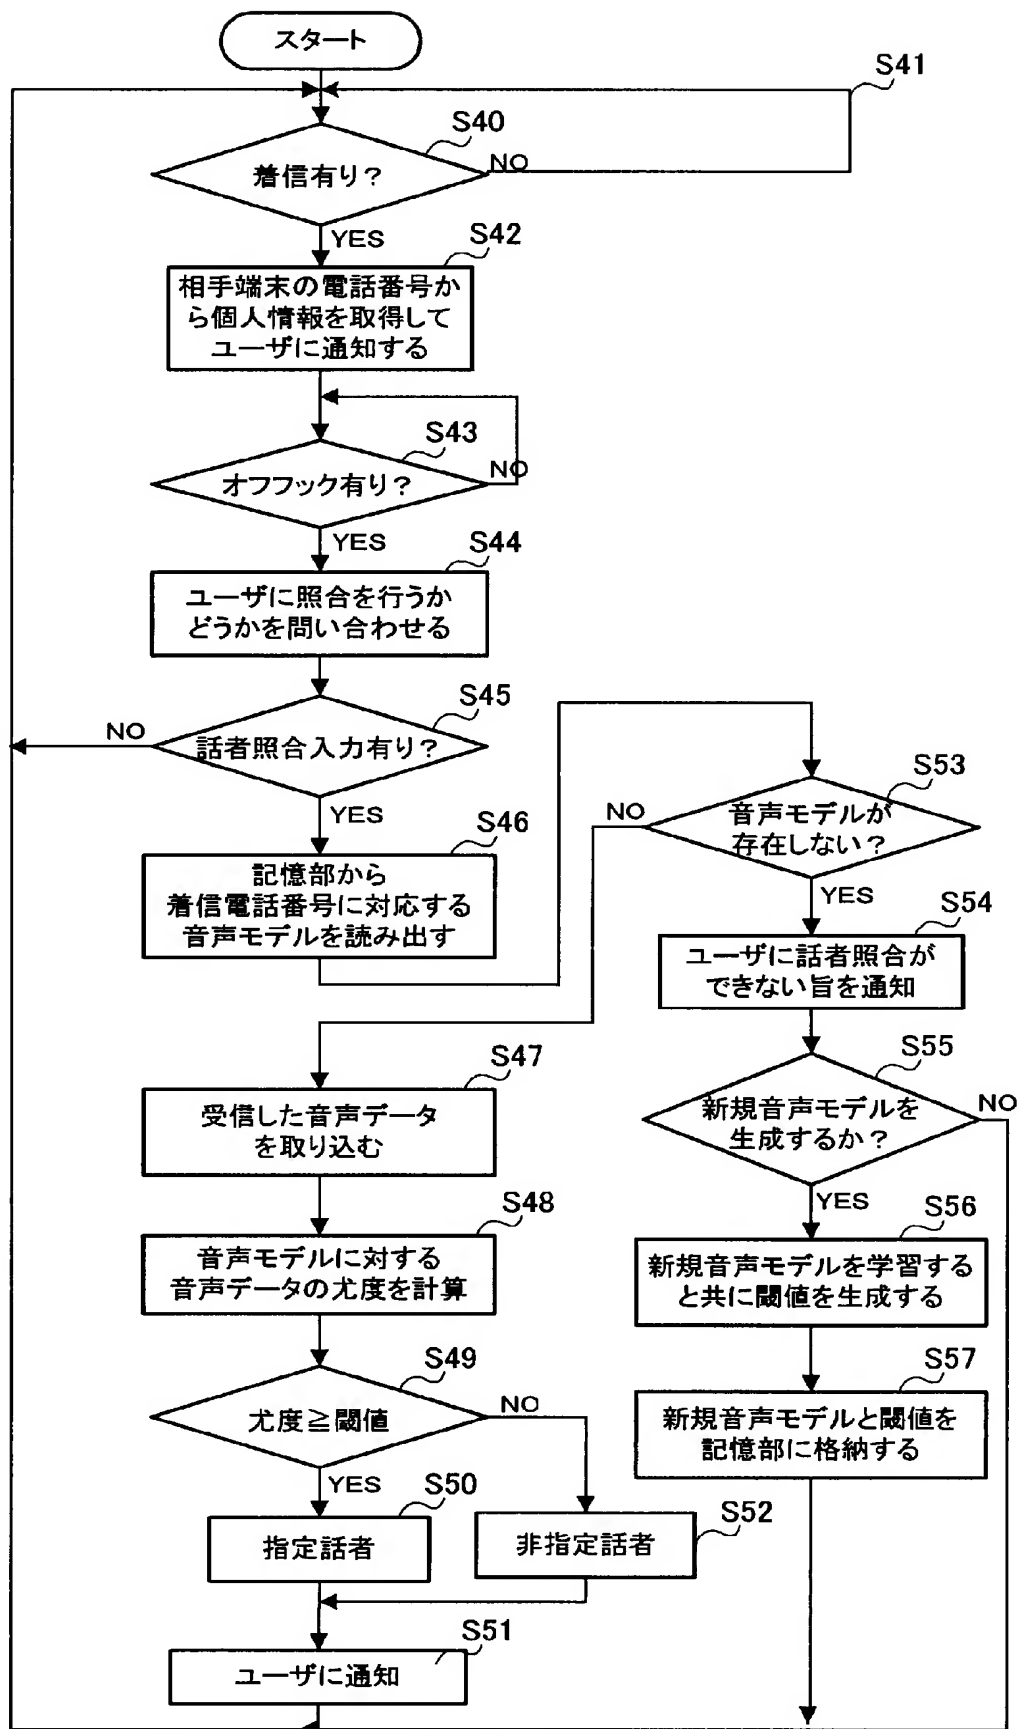 スタート
S41
S40
着信有り?
NO
YES
S42
相手端末の電話番号か
ら個人情報を取得して
ユーザに通知する
S43
オフフック有り?
NO
YES
S44
ユーザに照合を行うか
どうかを問い合わせる
S45
NO
話者照合入力有り?
YES
S46
記憶部から
着信電話番号に対応する
音声モデルを読み出す
S53
NO
音声モデルが
存在しない?
YES
S54
ユーザに話者照合が
できない旨を通知
S55
新規音声モデルを
生成するか?
NO
YES
S56
新規音声モデルを学習する
と共に閾値を生成する
S57
新規音声モデルと閾値を
記憶部に格納する
S47
受信した音声データ
を取り込む
S48
音声モデルに対する
音声データの尤度を計算
S49
尤度≧閾値
NO
YES
S50
指定話者
S52
非指定話者
S51
ユーザに通知